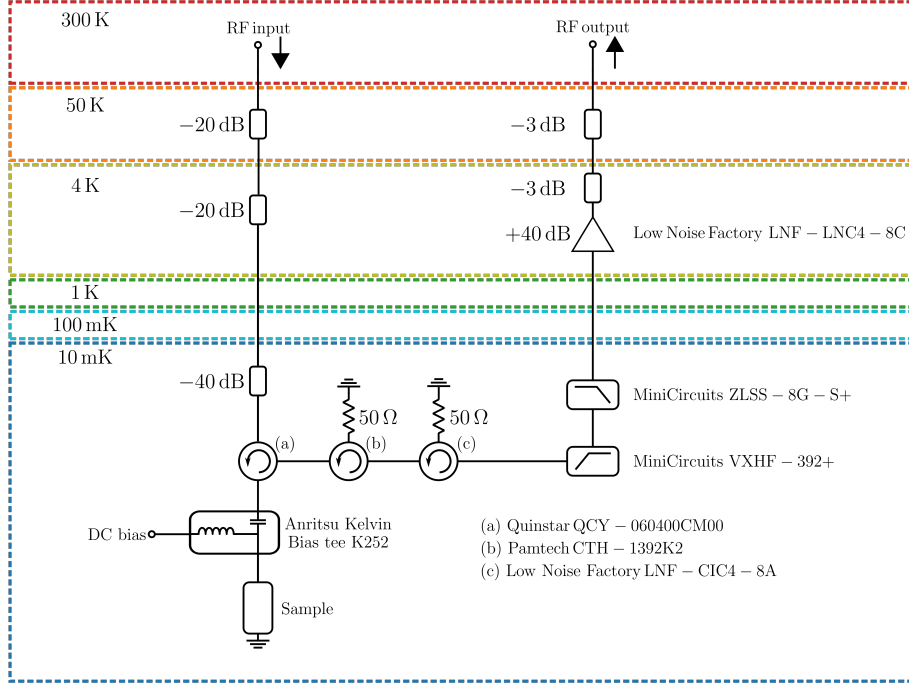 300 K
RF input
RF output
50 K
−20 dB
−3 dB
4 K
−3 dB
−20 dB
+40 dB
Low Noise Factory LNF − LNC4 − 8C
1 K
100 mK
10 mK
−40 dB
MiniCircuits ZLSS − 8G − S+
50 Ω
50 Ω
(a)
(b)
(c)
MiniCircuits VXHF − 392+
DC bias
Anritsu Kelvin
Bias tee K252
(a) Quinstar QCY − 060400CM00
(b) Pamtech CTH − 1392K2
(c) Low Noise Factory LNF − CIC4 − 8A
Sample